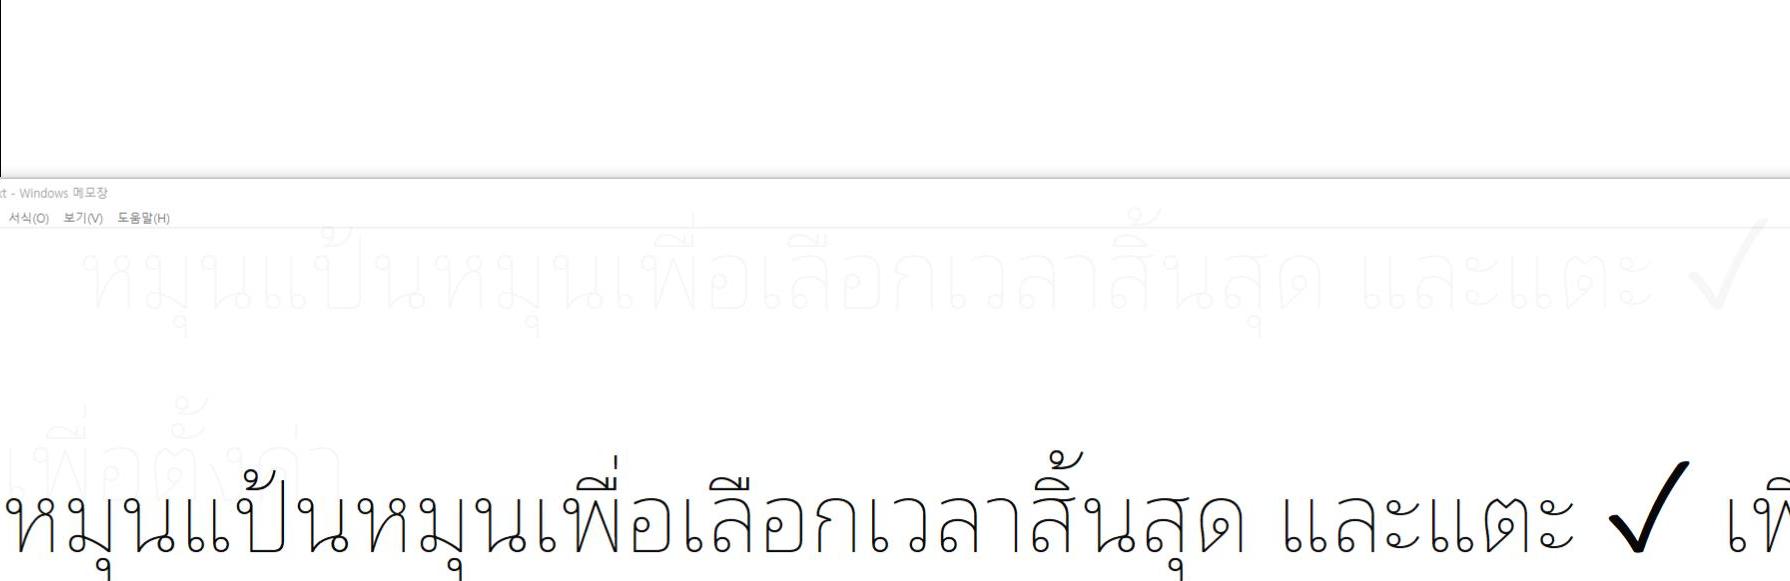 xt - Windows 메모장
서식(O) 보기(V) 도움말(H)
หมุนแป้นหมุนเพื่อเลือกเวลาสิ้นสุด และแตะ ✓
เพื่อตั้งค่า
หมุนแป้นหมุนเพื่อเลือกเวลาสิ้นสุด และแตะ ✓